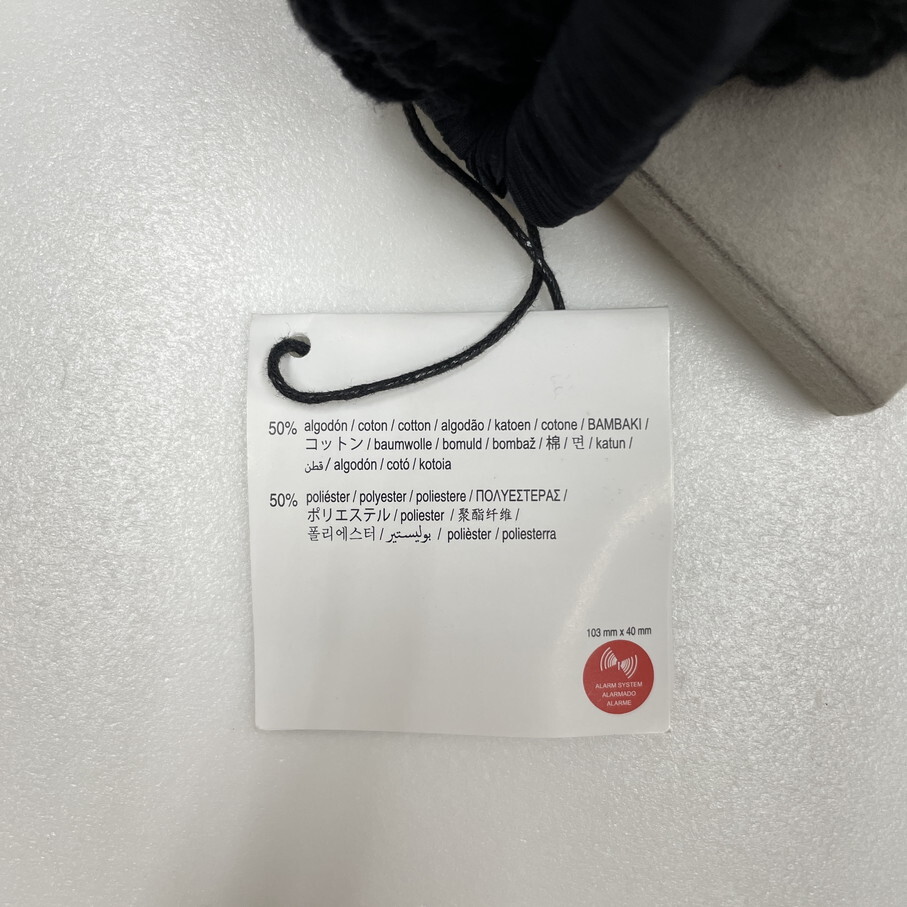 50% algodón / coton / cotton / algodão / katoen / cotone / BAMBAKI /
コットン / baumwolle / bomuld / bombaž / 棉 / 면 / katun /
قطن / algodón / cotó / kotoia
50% poliéster / polyester / poliestere / ΠΟΛΥΕΣΤΕΡΑΣ /
ポリエステル / poliester / 聚酯纤维 /
폴리에스터 / بوليستير / polièster / poliesterra
103 mm x 40 mm
ALARM SYSTEM
ALARMADO
ALARME